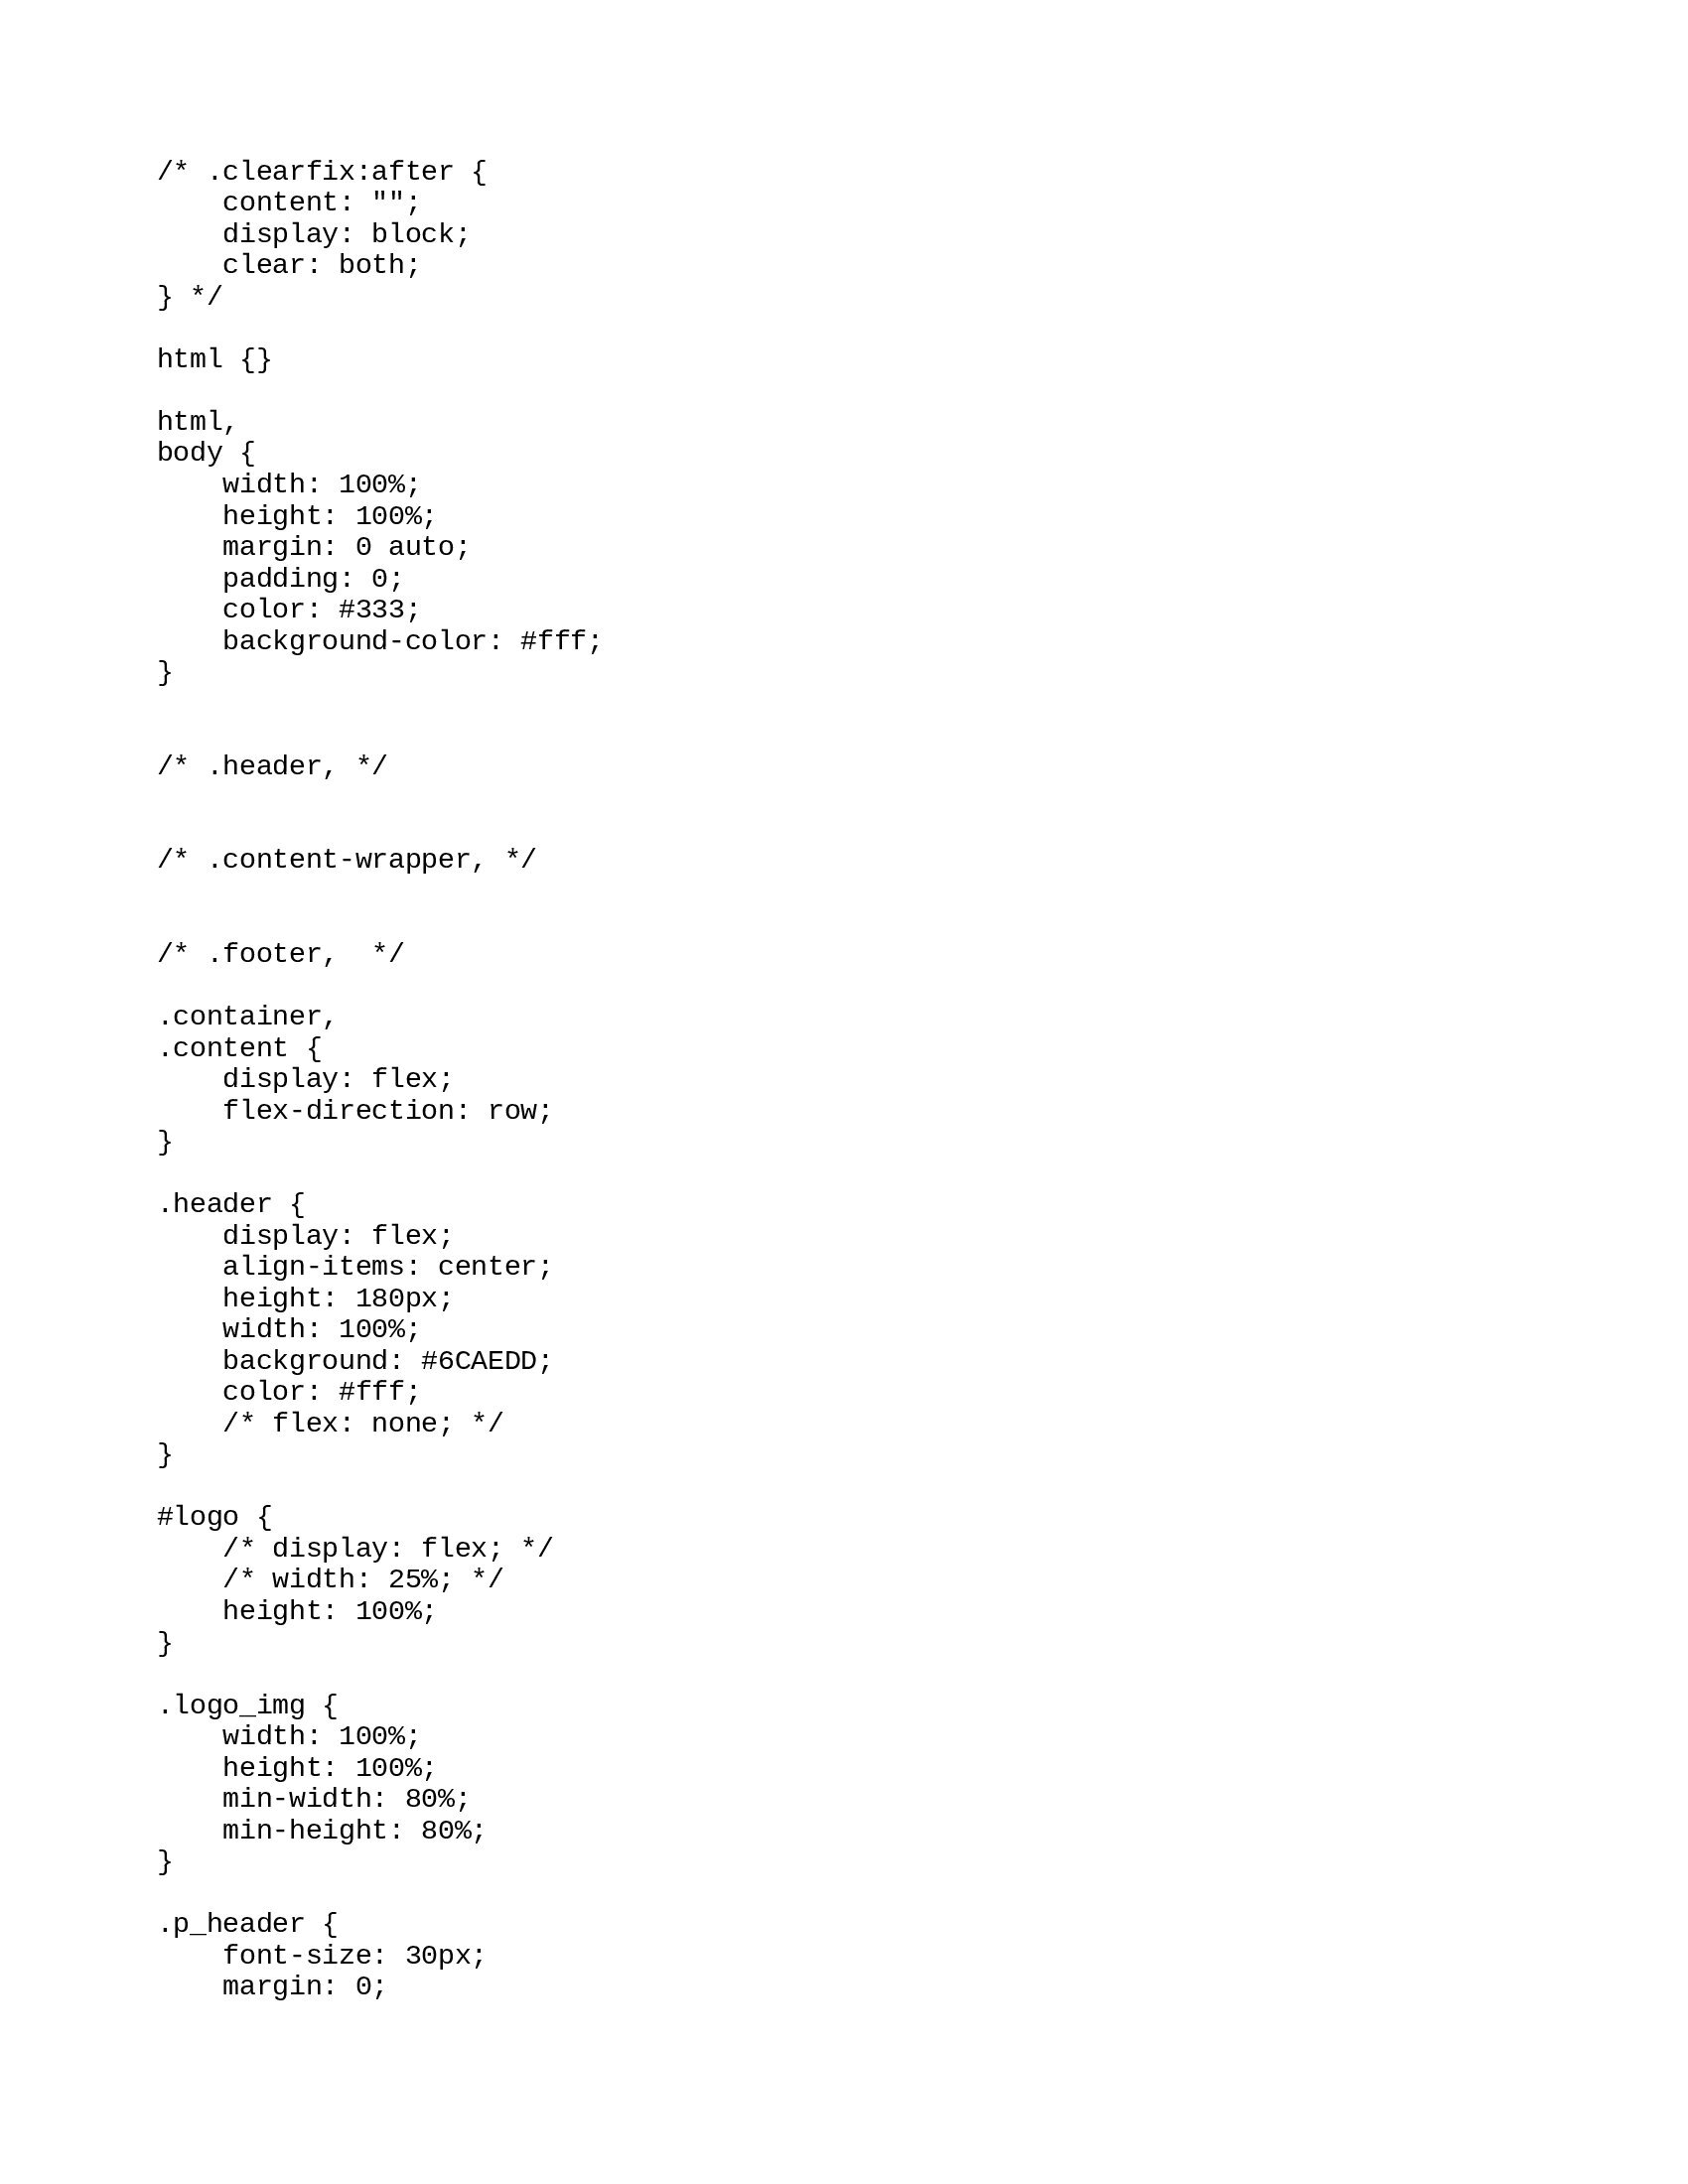 /* .clearfix:after {
    content: "";
    display: block;
    clear: both;
} */

html {}

html,
body {
    width: 100%;
    height: 100%;
    margin: 0 auto;
    padding: 0;
    color: #333;
    background-color: #fff;
}


/* .header, */


/* .content-wrapper, */


/* .footer,  */

.container,
.content {
    display: flex;
    flex-direction: row;
}

.header {
    display: flex;
    align-items: center;
    height: 180px;
    width: 100%;
    background: #6CAEDD;
    color: #fff;
    /* flex: none; */
}

#logo {
    /* display: flex; */
    /* width: 25%; */
    height: 100%;
}

.logo_img {
    width: 100%;
    height: 100%;
    min-width: 80%;
    min-height: 80%;
}

.p_header {
    font-size: 30px;
    margin: 0;